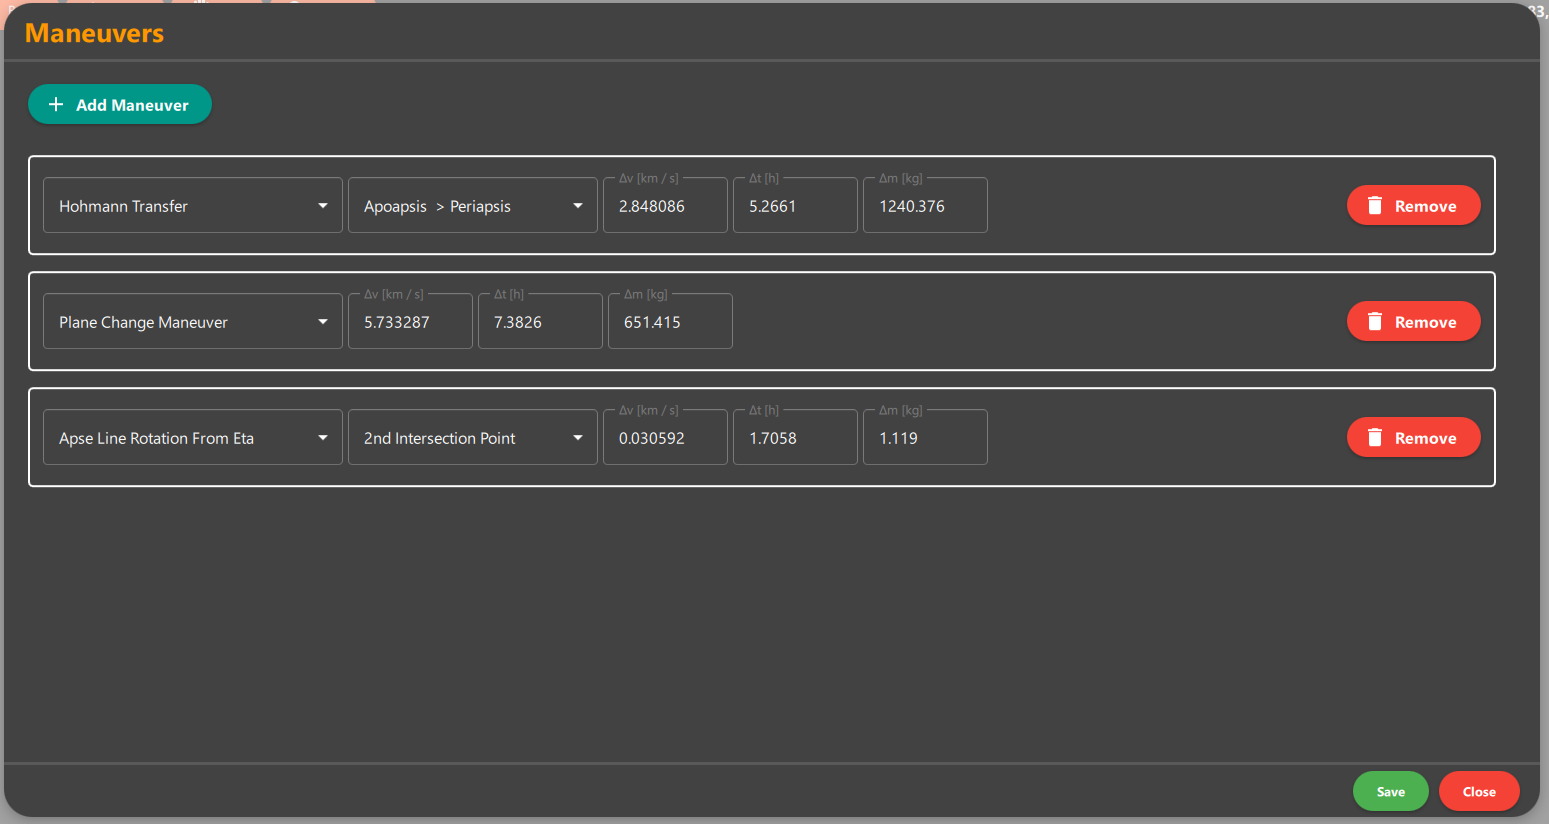 33,
Maneuvers
+ Add Maneuver
Δv [km / s] Δt [h] Δm [kg]
Hohmann Transfer Apoapsis > Periapsis 2.848086 5.2661 1240.376 Remove
Δv [km / s] Δt [h] Δm [kg]
Plane Change Maneuver 5.733287 7.3826 651.415 Remove
Δv [km / s] Δt [h] Δm [kg]
Apse Line Rotation From Eta 2nd Intersection Point 0.030592 1.7058 1.119 Remove
Save Close